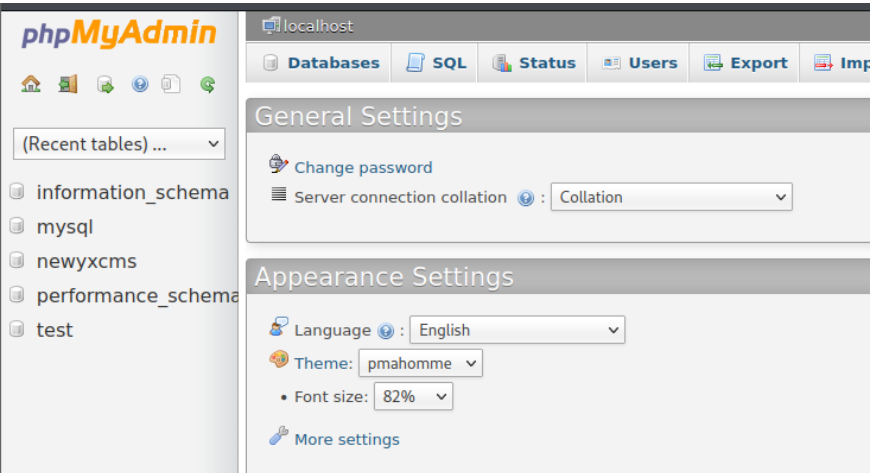 phpMyAdmin
(Recent tables) ...
information_schema
mysql
newyxcms
performance_schema
test
localhost
Databases SQL Status Users Export Imp
General Settings
Change password
Server connection collation : Collation
Appearance Settings
Language : English
Theme: pmahomme
• Font size: 82%
More settings